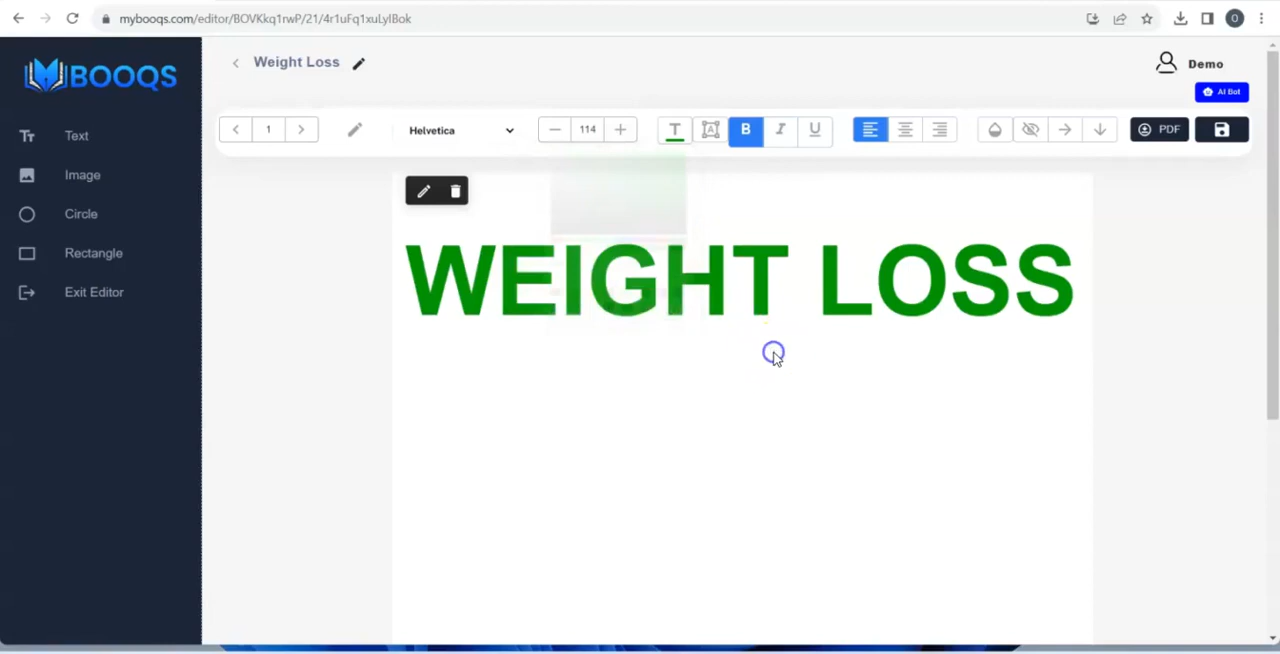 mybooqs.com/editor/BOVKkq1rwP/21/4r1uFq1xuLylBok
O
BOOQS
Weight Loss
Demo
AI Bot
1
Helvetica
114
T
A
B
I
U
PDF
Tт Text
Image
Circle
Rectangle
Exit Editor
WEIGHT LOSS